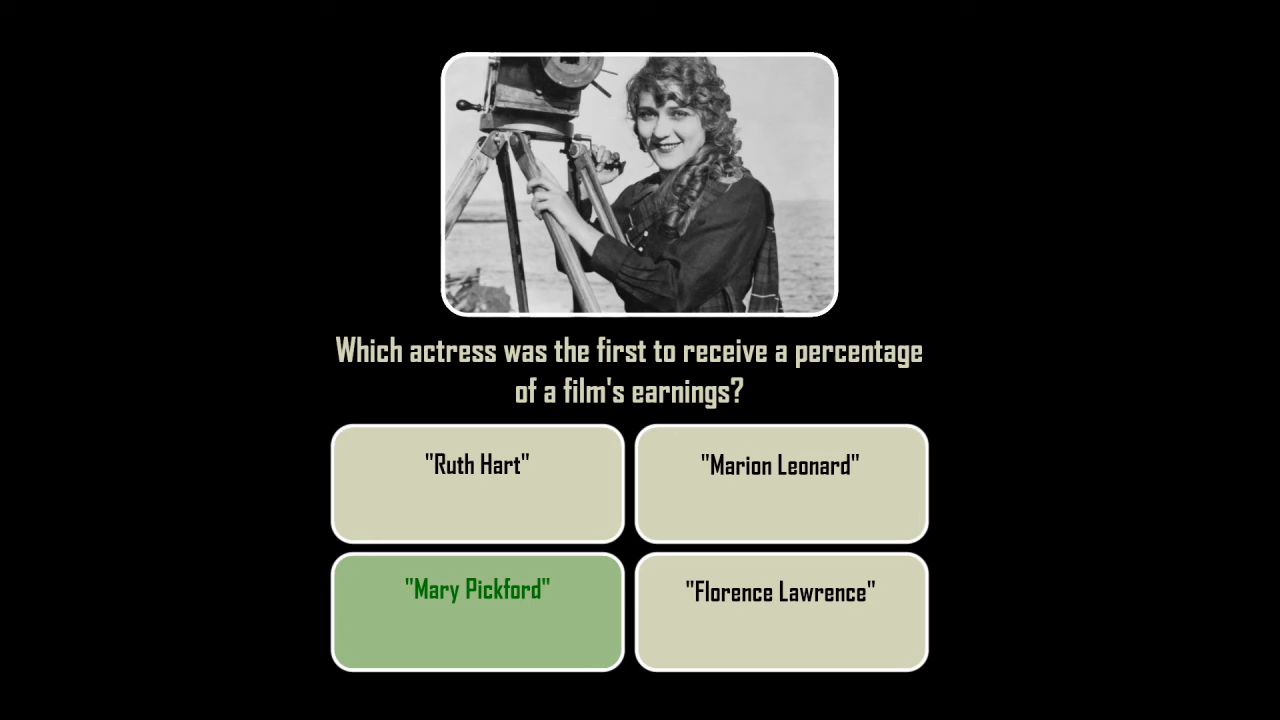 Which actress was the first to receive a percentage
of a film's earnings?
"Ruth Hart"
"Marion Leonard"
"Mary Pickford"
"Florence Lawrence"